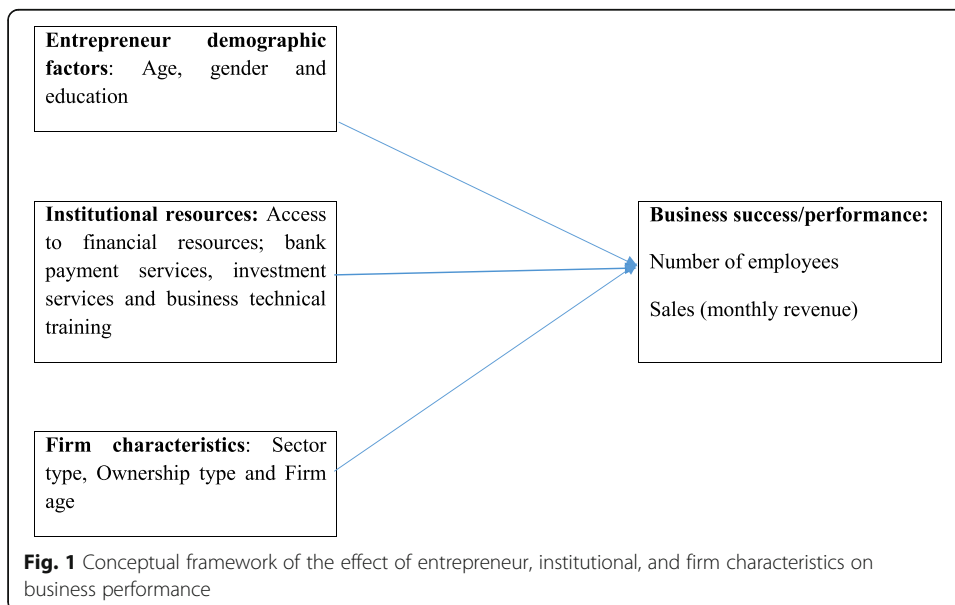 Entrepreneur demographic
factors: Age, gender and
education
Institutional resources: Access
to financial resources; bank
payment services, investment
services and business technical
training
Firm characteristics: Sector
type, Ownership type and Firm
age
Business success/performance:
Number of employees
Sales (monthly revenue)
Fig. 1 Conceptual framework of the effect of entrepreneur, institutional, and firm characteristics on
business performance